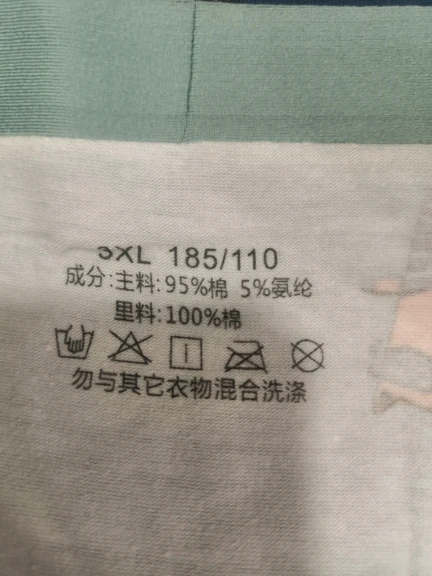 3XL 185/110
成分:主料:95%棉 5%氨纶
里料:100%棉
勿与其它衣物混合洗涤